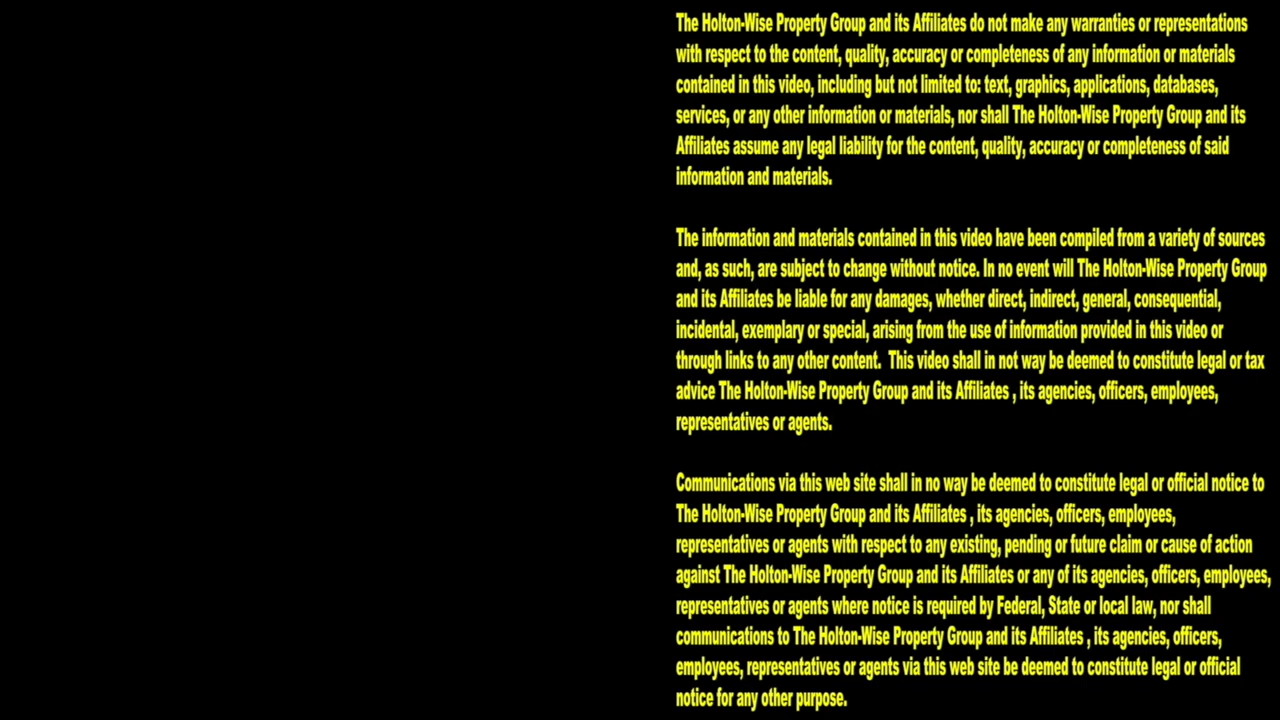 The Holton-Wise Property Group and its Affiliates do not make any warranties or representations
with respect to the content, quality, accuracy or completeness of any information or materials
contained in this video, including but not limited to: text, graphics, applications, databases,
services, or any other information or materials, nor shall The Holton-Wise Property Group and its
Affiliates assume any legal liability for the content, quality, accuracy or completeness of said
information and materials.
The information and materials contained in this video have been compiled from a variety of sources
and, as such, are subject to change without notice. In no event will The Holton-Wise Property Group
and its Affiliates be liable for any damages, whether direct, indirect, general, consequential,
incidental, exemplary or special, arising from the use of information provided in this video or
through links to any other content.  This video shall in not way be deemed to constitute legal or tax
advice The Holton-Wise Property Group and its Affiliates , its agencies, officers, employees,
representatives or agents.
Communications via this web site shall in no way be deemed to constitute legal or official notice to
The Holton-Wise Property Group and its Affiliates , its agencies, officers, employees,
representatives or agents with respect to any existing, pending or future claim or cause of action
against The Holton-Wise Property Group and its Affiliates or any of its agencies, officers, employees,
representatives or agents where notice is required by Federal, State or local law, nor shall
communications to The Holton-Wise Property Group and its Affiliates , its agencies, officers,
employees, representatives or agents via this web site be deemed to constitute legal or official
notice for any other purpose.